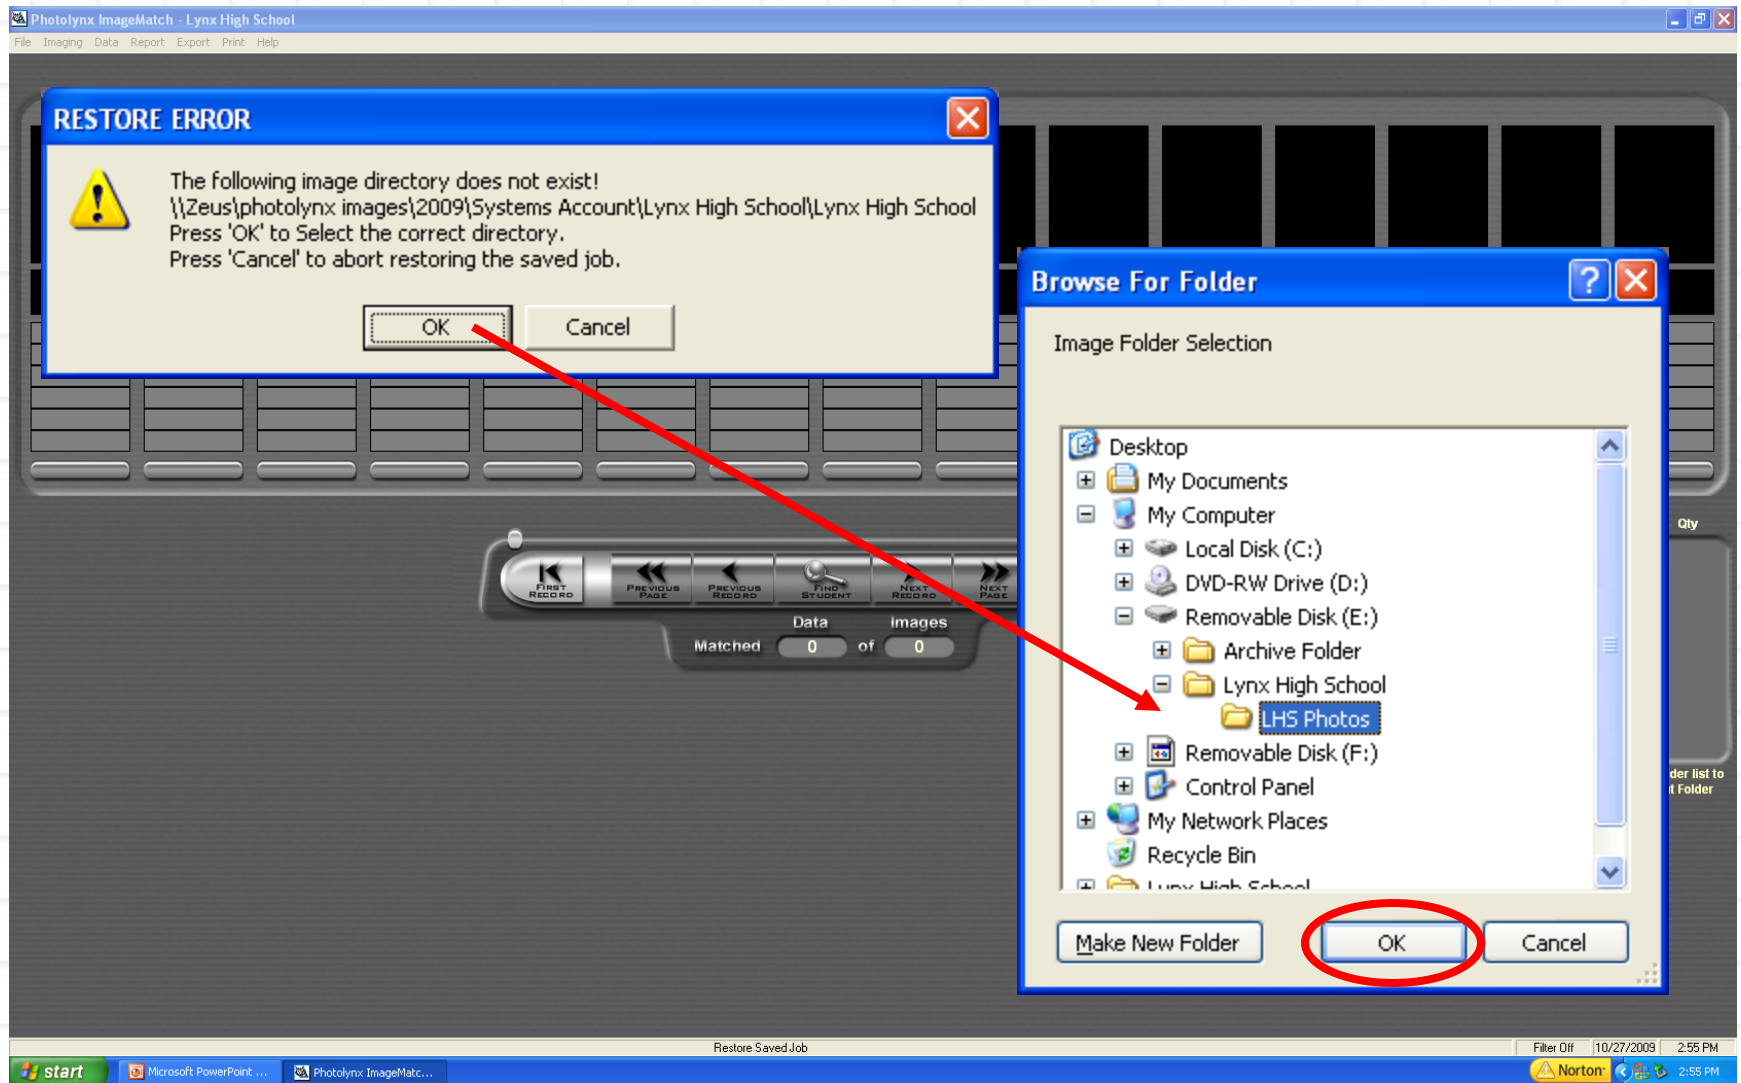 Photolynx ImageMatch - Lynx High School
File Imaging Data Report Export Print Help
RESTORE ERROR
The following image directory does not exist!
\\Zeus\photolynx images\2009\Systems Account\Lynx High School\Lynx High School
Press 'OK' to Select the correct directory.
Press 'Cancel' to abort restoring the saved job.
OK Cancel
Browse For Folder
Image Folder Selection
Desktop
My Documents
My Computer
Local Disk (C:)
DVD-RW Drive (D:)
Removable Disk (E:)
Archive Folder
Lynx High School
LHS Photos
Removable Disk (F:)
Control Panel
My Network Places
Recycle Bin
Lynx High School
Make New Folder OK Cancel
Qty
der list to
t Folder
FIRST RECORD
PREVIOUS PAGE
PREVIOUS RECORD
FIND STUDENT
NEXT RECORD
NEXT PAGE
Data Images
Matched 0 of 0
Restore Saved Job
Filter Off 10/27/2009 2:55 PM
start
Microsoft PowerPoint ...
Photolynx ImageMatc...
Norton
2:55 PM